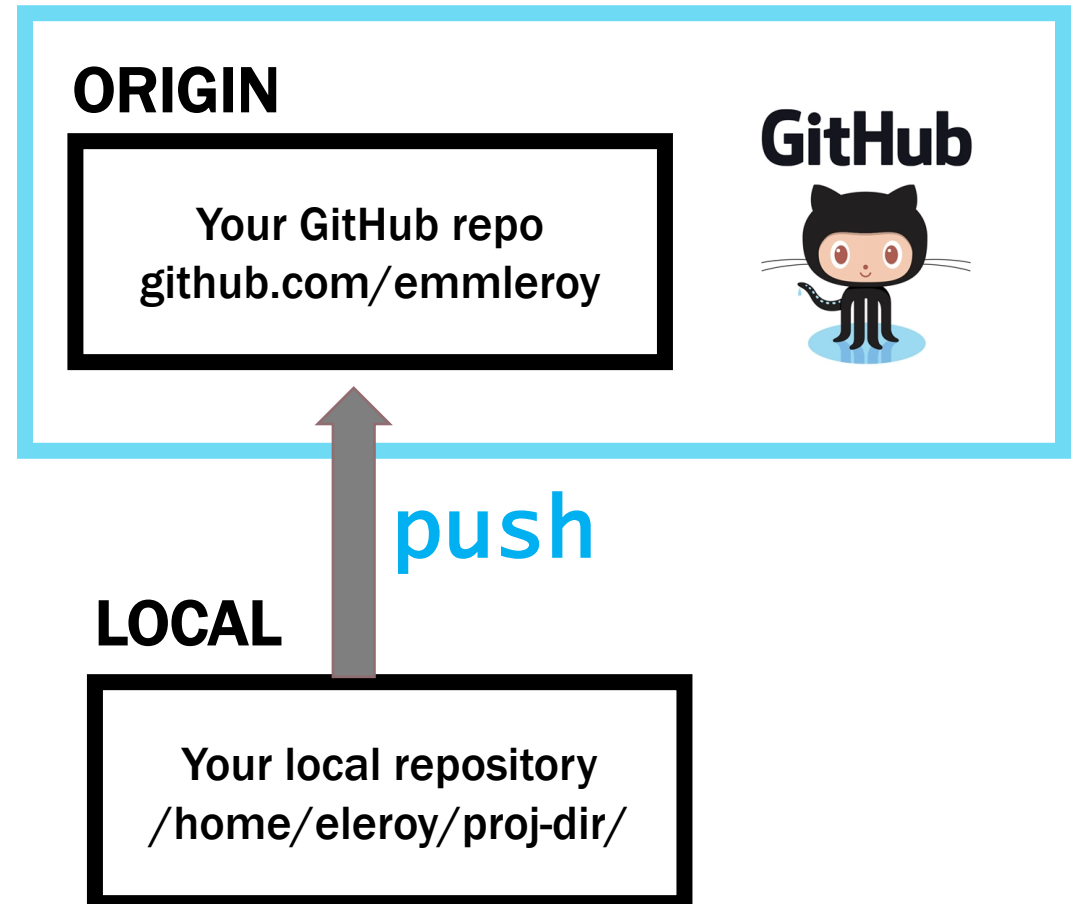 ORIGIN
GitHub
Your GitHub repo
github.com/emmleroy
push
LOCAL
Your local repository
/home/eleroy/proj-dir/